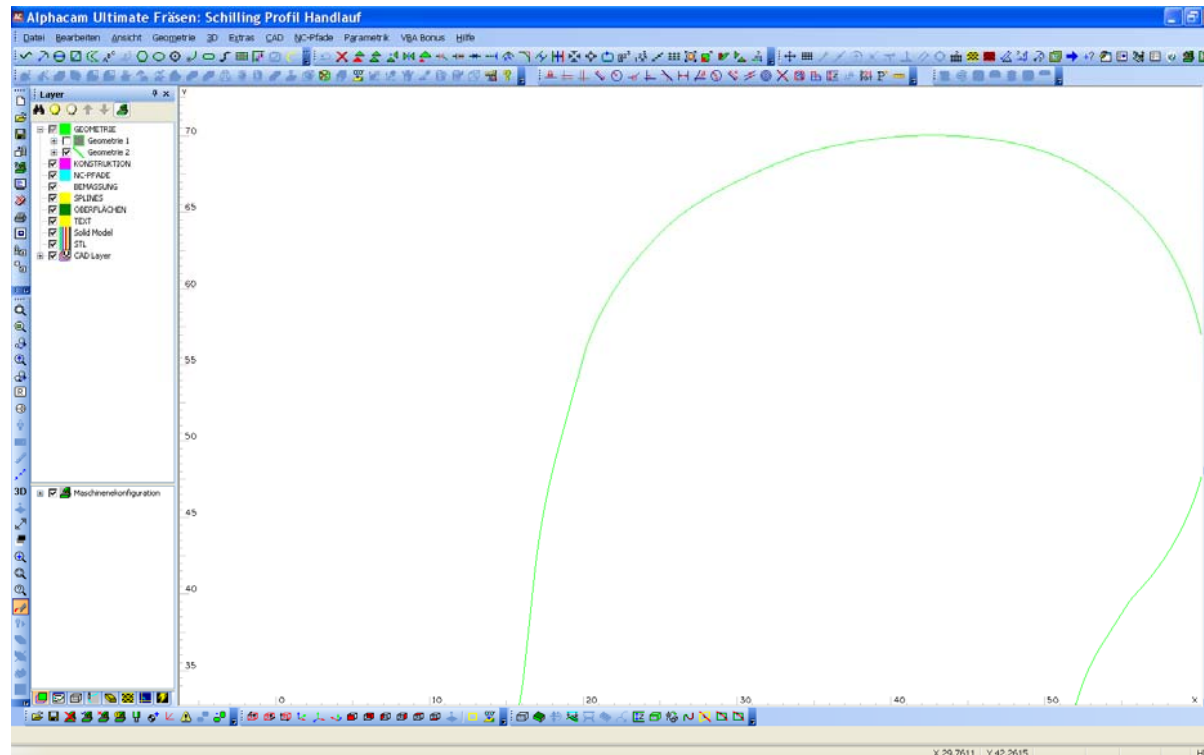 Alphacam Ultimate Fräsen: Schilling Profil Handlauf
Datei Bearbeiten Ansicht Geometrie 3D Extras CAD NC-Pfade Parametrik VBA Bonus Hilfe
Layer
GEOMETRIE
Geometrie 1
Geometrie 2
KONSTRUKTION
NC-PFADE
BEMASSUNG
SPLINES
OBERFLÄCHEN
TEXT
Solid Model
STL
CAD Layer
Maschinenekonfiguration
3D
Y
70
65
60
55
50
45
40
35
0 10 20 30 40 50 X
X 29.7611 Y 42.2615